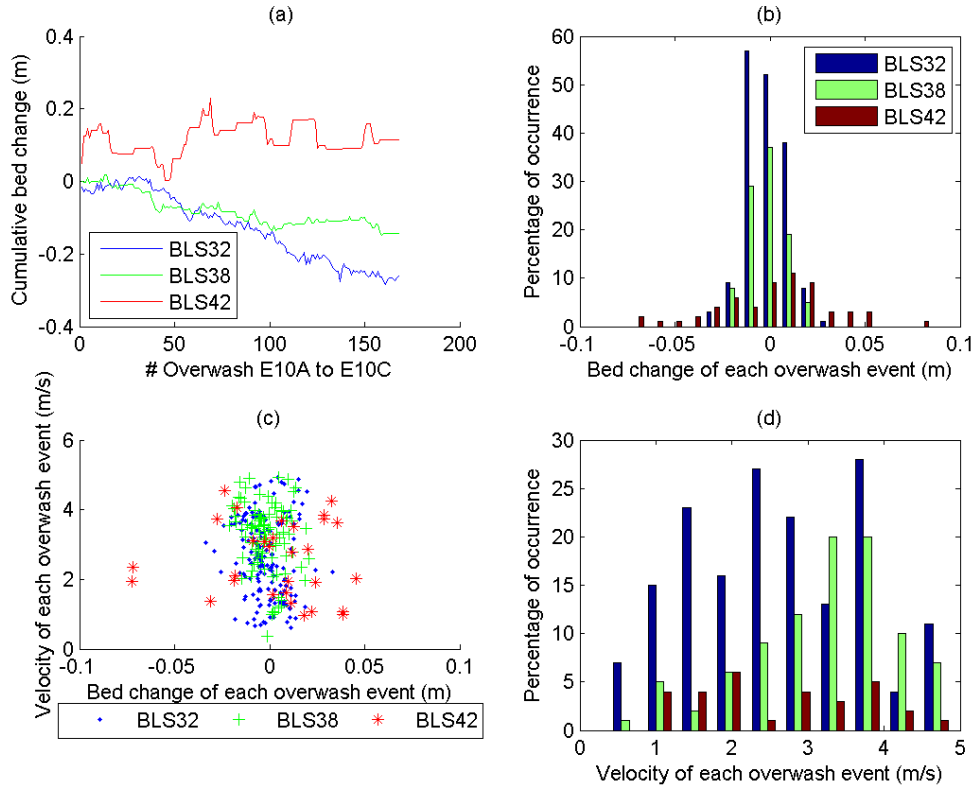 (a)
0.4
0.2
0
-0.2
-0.4
Cumulative bed change (m)
BLS32
BLS38
BLS42
0 50 100 150 200
# Overwash E10A to E10C
(b)
60
50
40
30
20
10
0
Percentage of occurrence
BLS32
BLS38
BLS42
-0.1 -0.05 0 0.05 0.1
Bed change of each overwash event (m)
(c)
6
4
2
0
Velocity of each overwash event (m/s)
-0.1 -0.05 0 0.05 0.1
Bed change of each overwash event (m)
BLS32 BLS38 BLS42
(d)
30
25
20
15
10
5
0
Percentage of occurrence
0 1 2 3 4 5
Velocity of each overwash event (m/s)